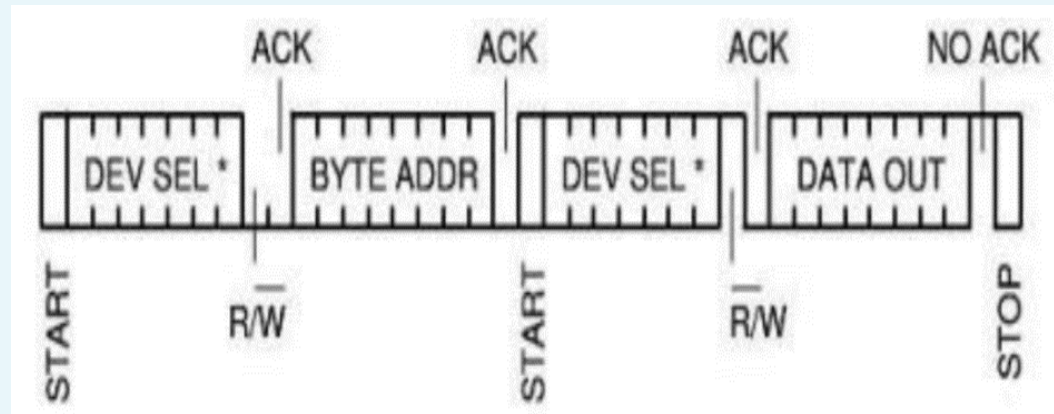 ACK ACK ACK NO ACK
DEV SEL * BYTE ADDR DEV SEL * DATA OUT
START R/W̅ START R̅/W STOP